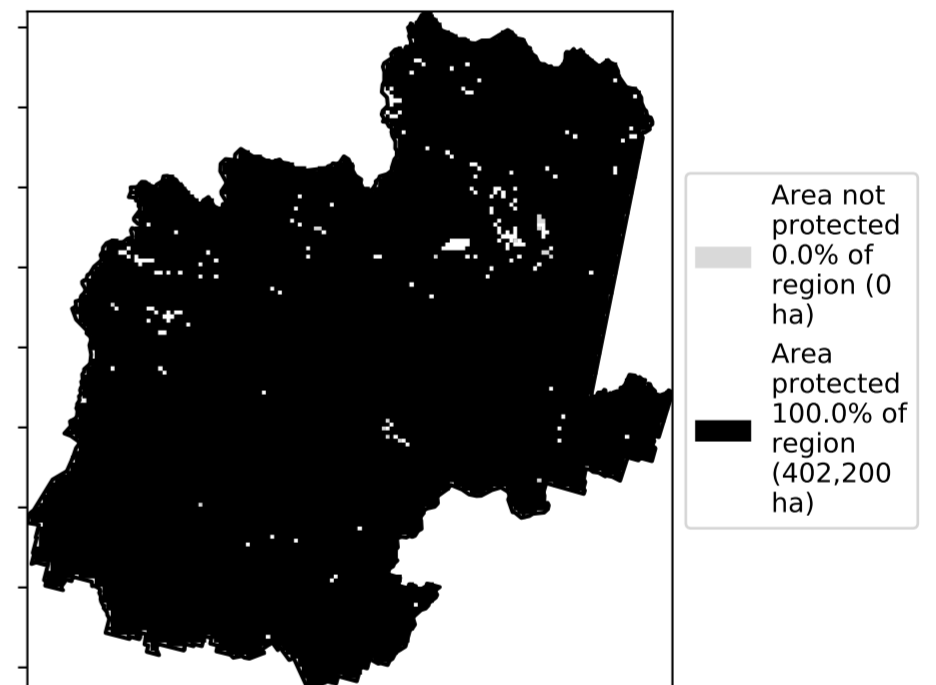 Area not
protected
0.0% of
region (0
ha)
Area
protected
100.0% of
region
(402,200
ha)